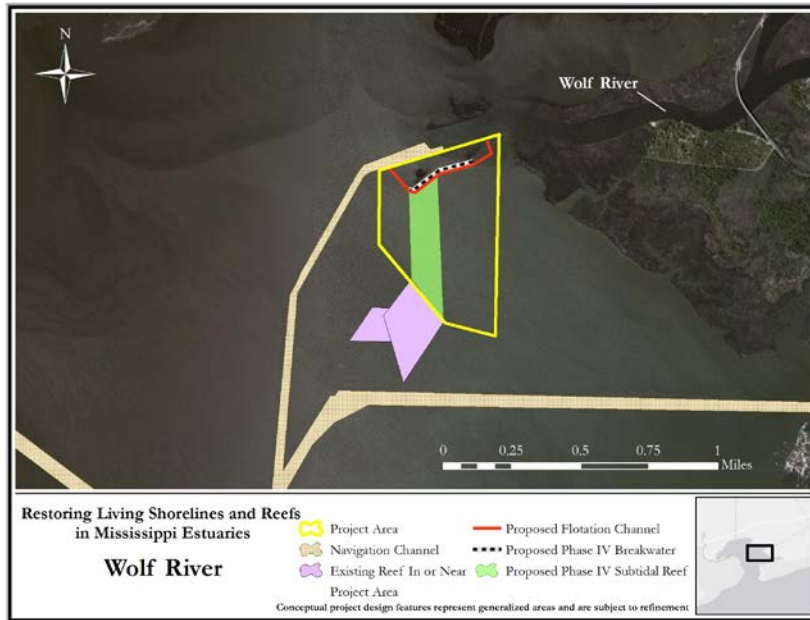 N
Wolf River
0 0.25 0.5 0.75 1
Miles
Restoring Living Shorelines and Reefs
in Mississippi Estuaries
Wolf River
Project Area
Navigation Channel
Existing Reef In or Near
Project Area
Proposed Flotation Channel
Proposed Phase IV Breakwater
Proposed Phase IV Subtidal Reef
Conceptual project design features represent generalized areas and are subject to refinement